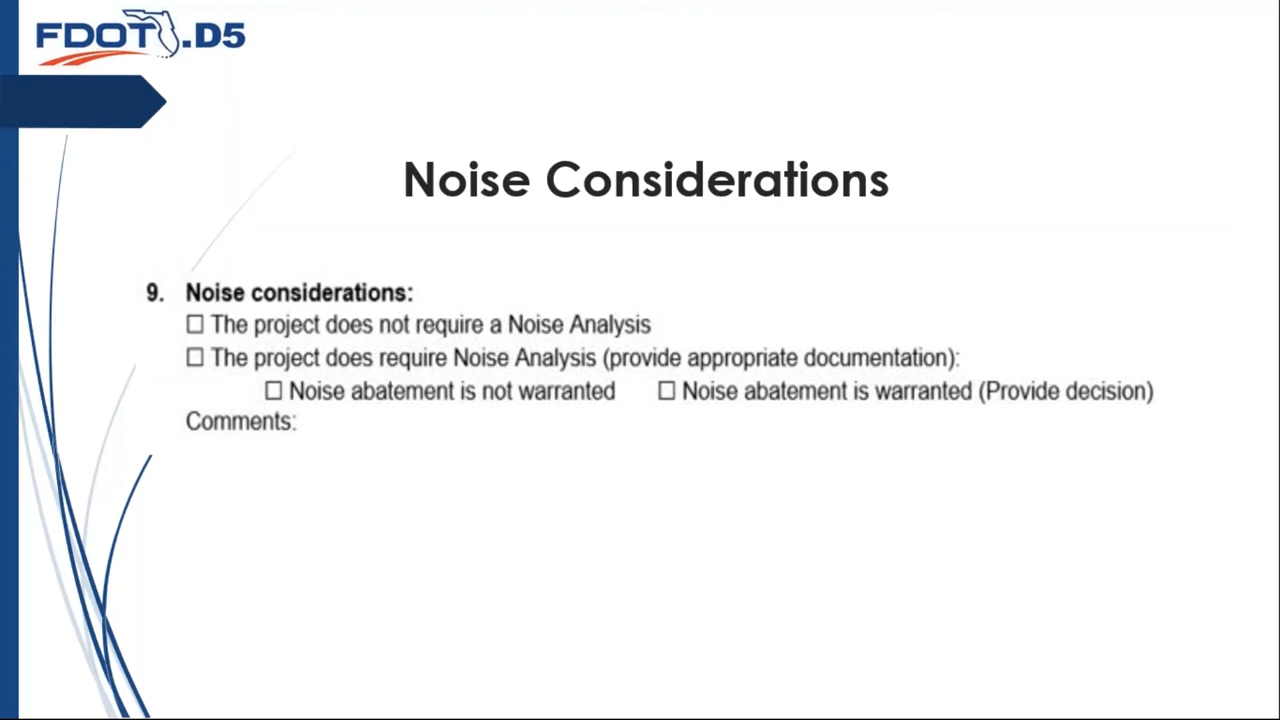 FDOT.D5
Noise Considerations
9. Noise considerations:
☐ The project does not require a Noise Analysis
☐ The project does require Noise Analysis (provide appropriate documentation):
☐ Noise abatement is not warranted ☐ Noise abatement is warranted (Provide decision)
Comments: